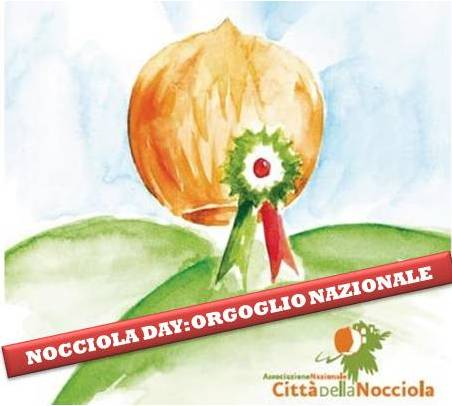 NOCCIOLA DAY: ORGOGLIO NAZIONALE
Associazione Nazionale
Città della Nocciola